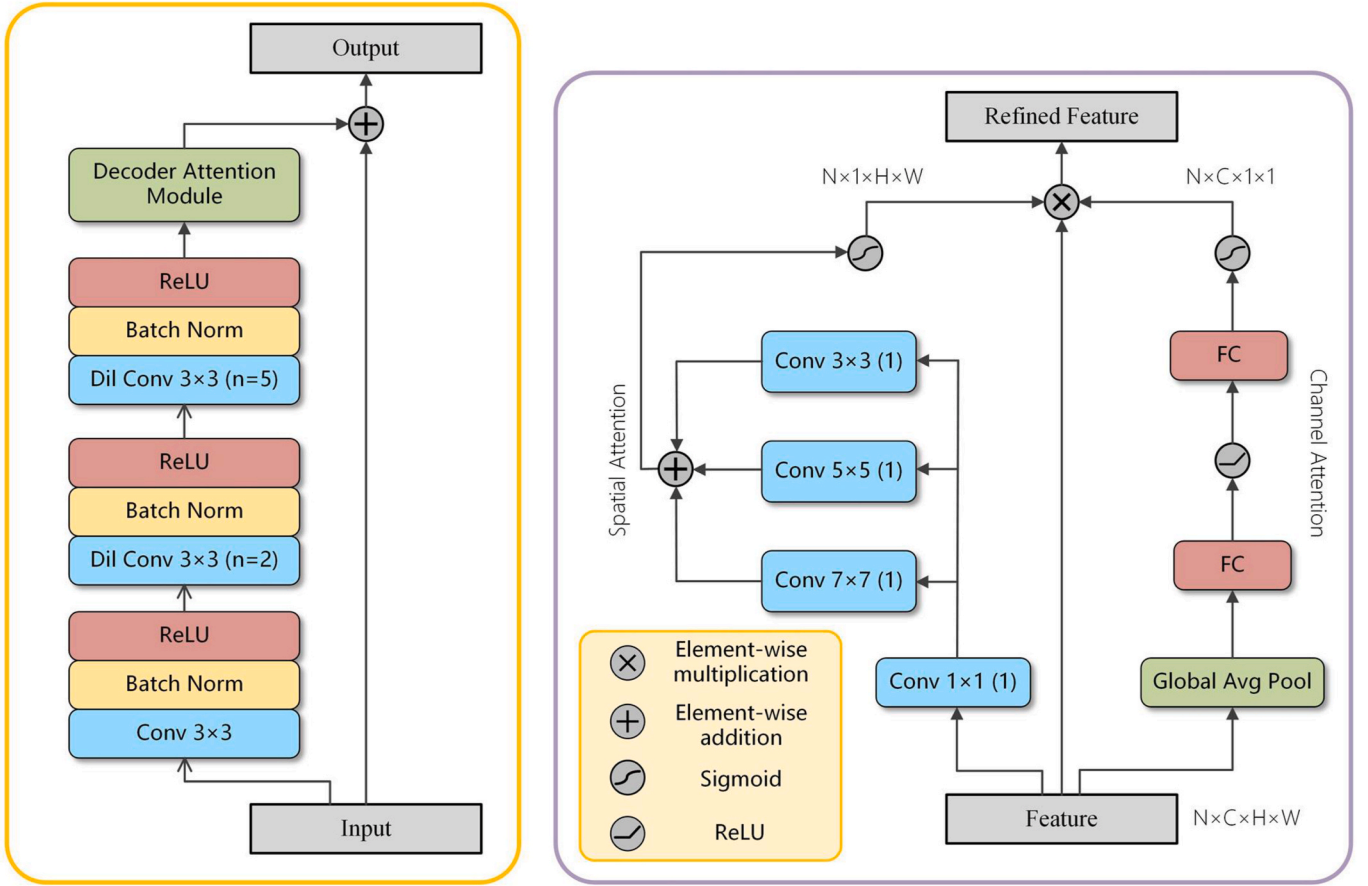 Output
Decoder Attention
Module
ReLU
Batch Norm
Dil Conv 3×3 (n=5)
ReLU
Batch Norm
Dil Conv 3×3 (n=2)
ReLU
Batch Norm
Conv 3×3
Input
Refined Feature
N×1×H×W
N×C×1×1
Spatial Attention
Conv 3×3 (1)
Conv 5×5 (1)
Conv 7×7 (1)
Conv 1×1 (1)
FC
FC
Channel Attention
Global Avg Pool
Feature
N×C×H×W
Element-wise
multiplication
Element-wise
addition
Sigmoid
ReLU